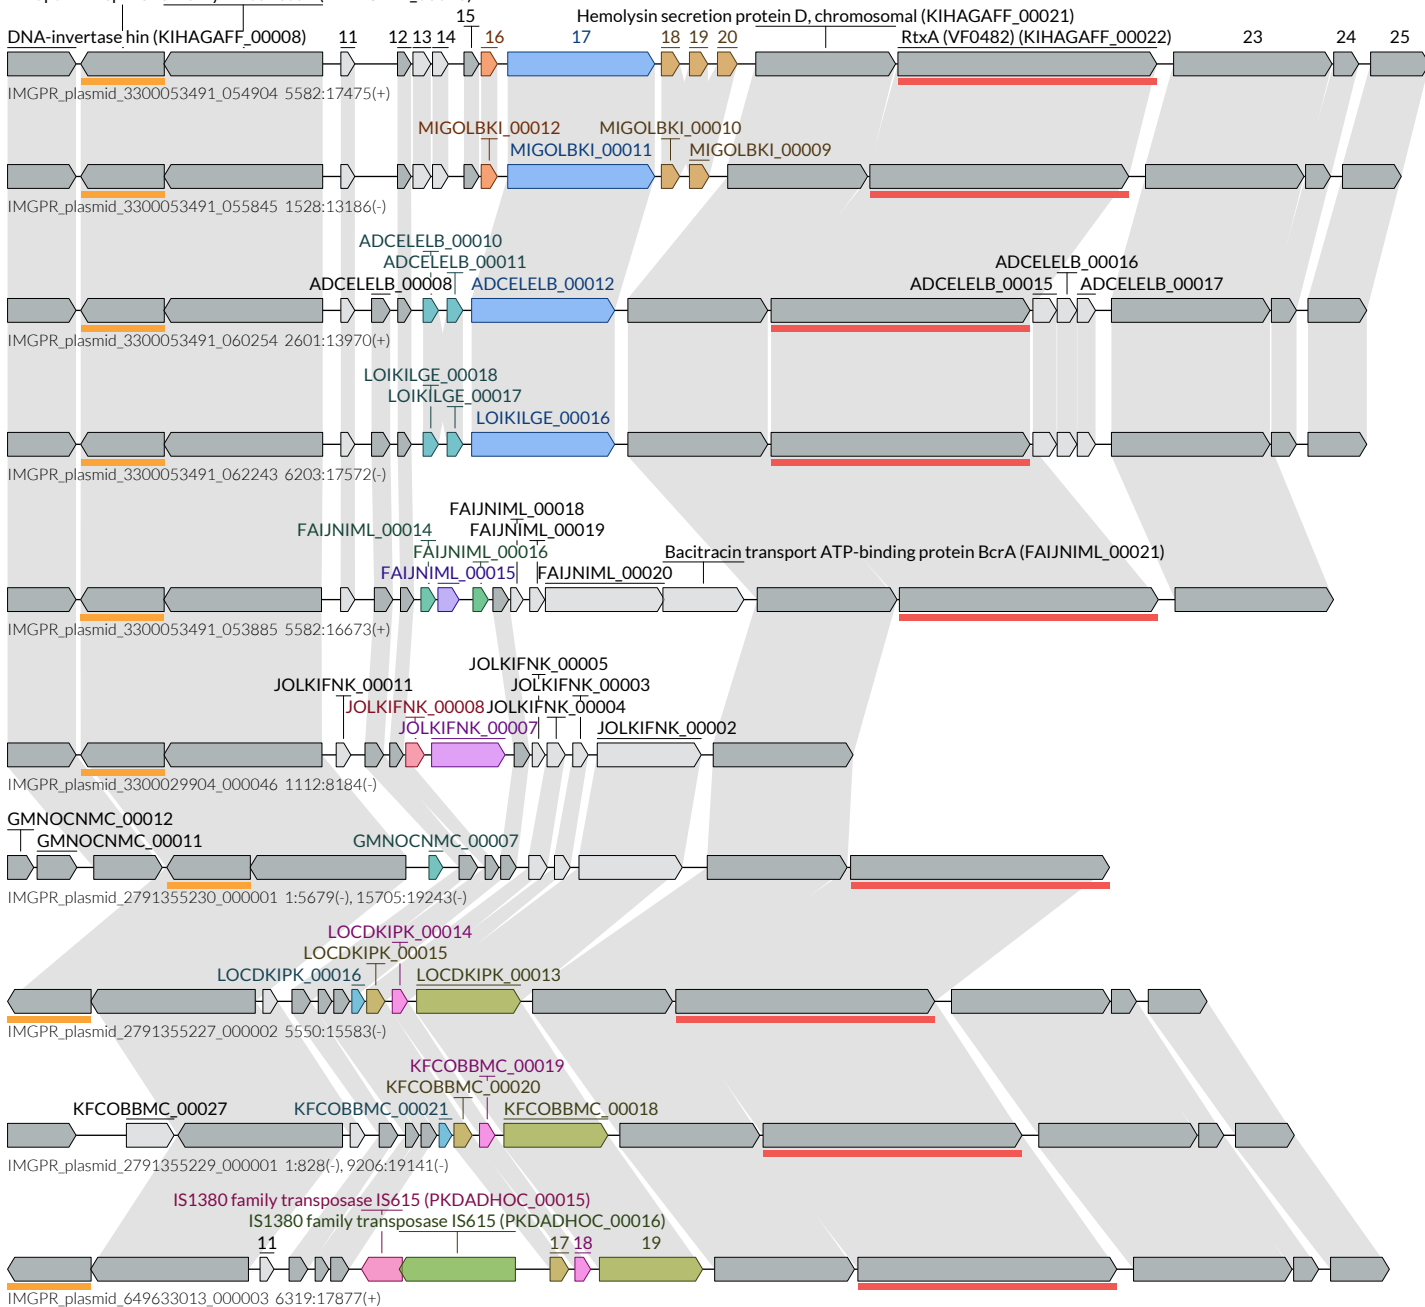 15
Hemolysin secretion protein D, chromosomal (KIHAGAFF_00021)
DNA-invertase hin (KIHAGAFF_00008)
11
12
13
14
16
17
18
19
20
RtxA (VF0482) (KIHAGAFF_00022)
23
24
25
IMGPR_plasmid_3300053491_054904 5582:17475(+)
MIGOLBKI_00012
MIGOLBKI_00010
MIGOLBKI_00011
MIGOLBKI_00009
IMGPR_plasmid_3300053491_055845 1528:13186(-)
ADCELELB_00010
ADCELELB_00011
ADCELELB_00016
ADCELELB_00008
ADCELELB_00012
ADCELELB_00015
ADCELELB_00017
IMGPR_plasmid_3300053491_060254 2601:13970(+)
LOIKILGE_00018
LOIKILGE_00017
LOIKILGE_00016
IMGPR_plasmid_3300053491_062243 6203:17572(-)
FAIJNIML_00018
FAIJNIML_00014
FAIJNIML_00019
FAIJNIML_00016
Bacitracin transport ATP-binding protein BcrA (FAIJNIML_00021)
FAIJNIML_00015
FAIJNIML_00020
IMGPR_plasmid_3300053491_053885 5582:16673(+)
JOLKIFNK_00005
JOLKIFNK_00011
JOLKIFNK_00003
JOLKIFNK_00008
JOLKIFNK_00004
JOLKIFNK_00007
JOLKIFNK_00002
IMGPR_plasmid_3300029904_000046 1112:8184(-)
GMNOCNMC_00012
GMNOCNMC_00011
GMNOCNMC_00007
IMGPR_plasmid_2791355230_000001 1:5679(-), 15705:19243(-)
LOCDKIPK_00014
LOCDKIPK_00015
LOCDKIPK_00016
LOCDKIPK_00013
IMGPR_plasmid_2791355227_000002 5550:15583(-)
KFCOBBMC_00019
KFCOBBMC_00020
KFCOBBMC_00027
KFCOBBMC_00021
KFCOBBMC_00018
IMGPR_plasmid_2791355229_000001 1:828(-), 9206:19141(-)
IS1380 family transposase IS615 (PKDADHOC_00015)
IS1380 family transposase IS615 (PKDADHOC_00016)
11
17
18
19
IMGPR_plasmid_649633013_000003 6319:17877(+)